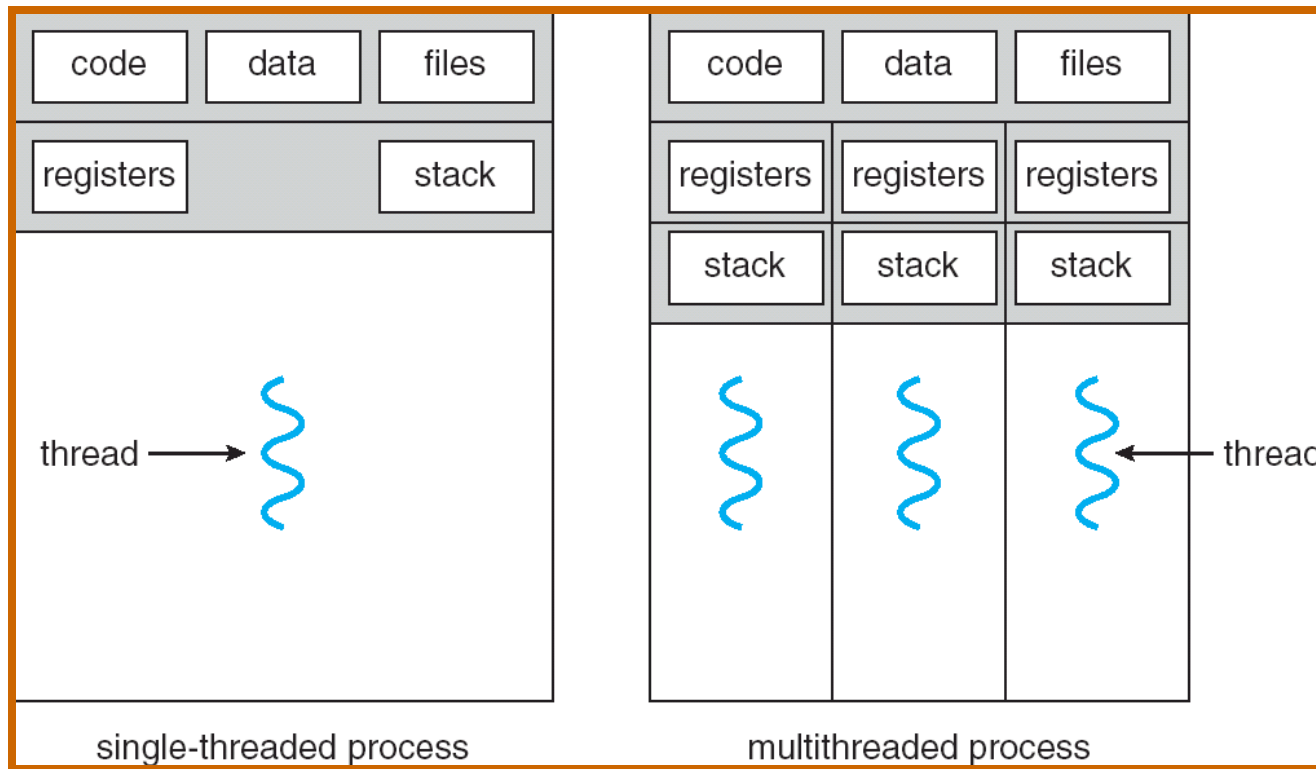 code data files
registers stack
thread
single-threaded process
code data files
registers registers registers
stack stack stack
thread
multithreaded process